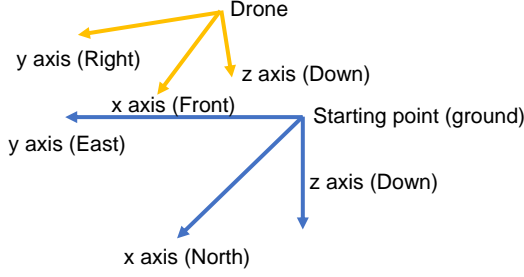 Drone
y axis (Right)
z axis (Down)
x axis (Front)
Starting point (ground)
y axis (East)
z axis (Down)
x axis (North)